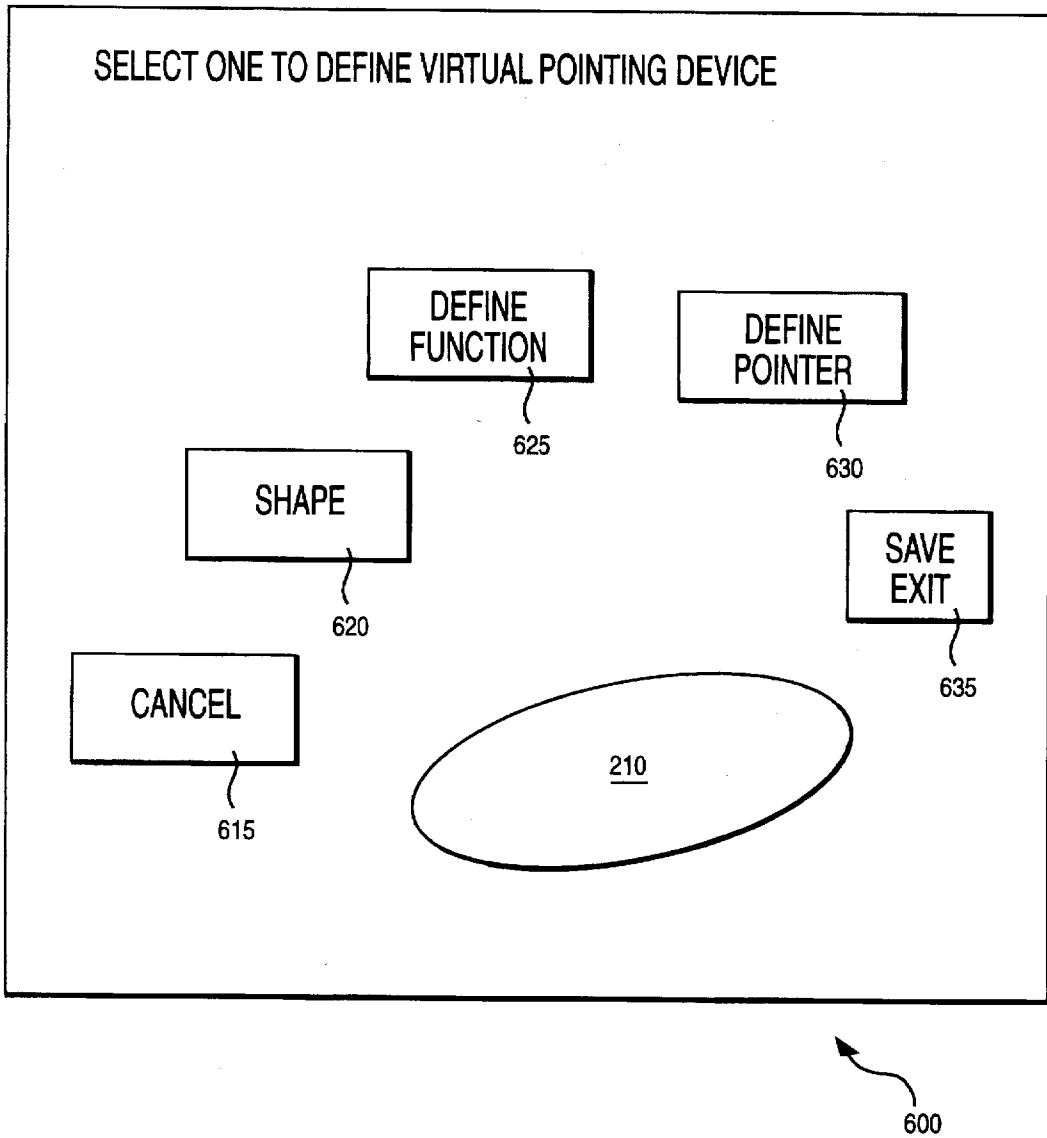 SELECT ONE TO DEFINE VIRTUAL POINTING DEVICE
DEFINE
FUNCTION
625
DEFINE
POINTER
630
SHAPE
620
SAVE
EXIT
635
CANCEL
615
210
600